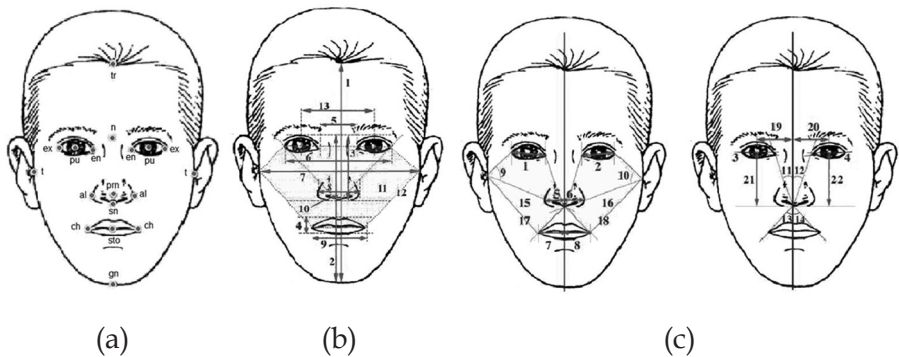 tr
n
ex en en ex
pu pu
t t
prn
al al
sn
ch ch
sto
gn
(a)
1
13
5
6 3
7
11 12
10
4
9
2
(b)
1 2
9 10
5 6
15 16
17 18
7 8
19 20
3 4
11 12
21 22
13 14
(c)